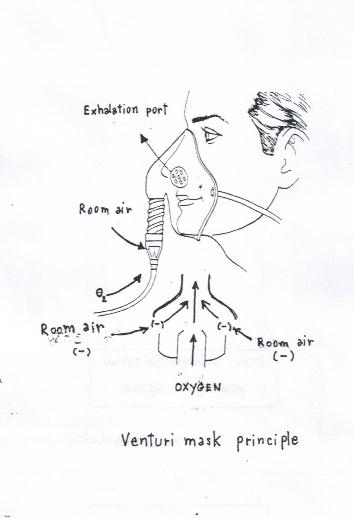 Exhalation port
Room air
O2
Room air
(-)
(-)
(-)
Room air
(-)
OXYGEN
Venturi mask principle